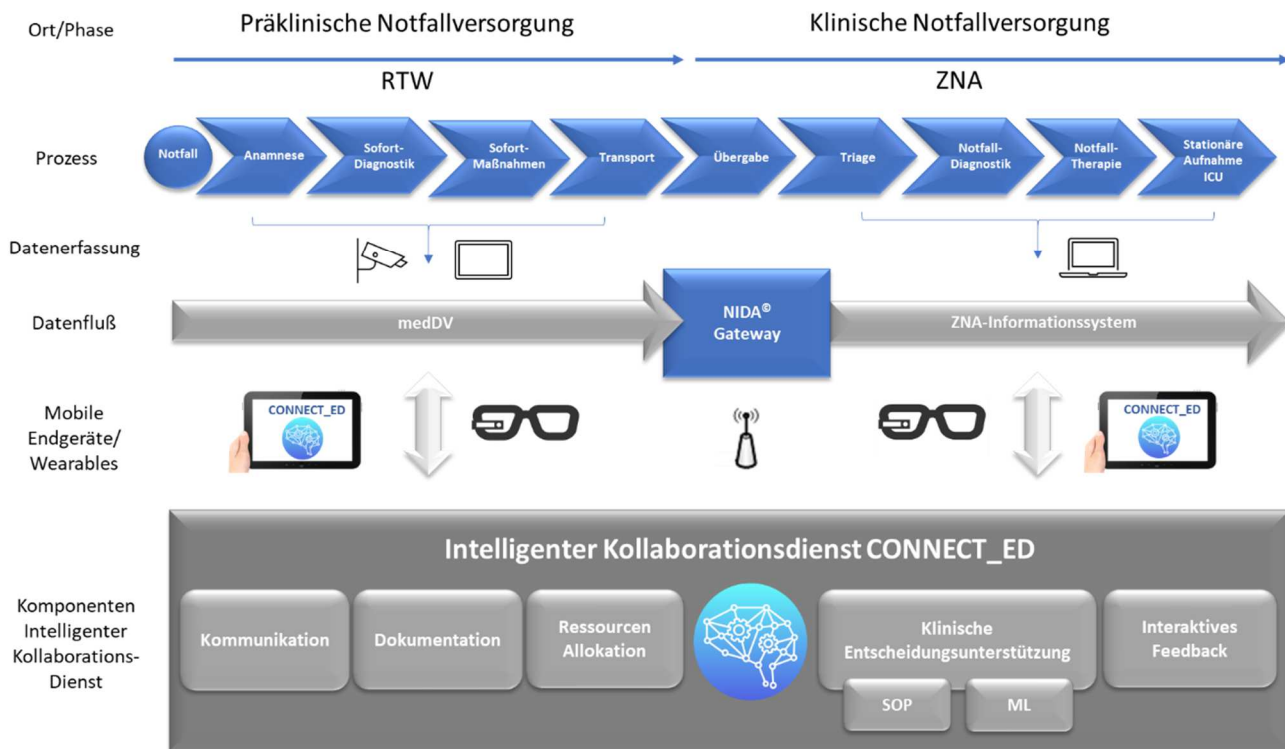 Ort/Phase
Präklinische Notfallversorgung
Klinische Notfallversorgung
RTW
ZNA
Prozess
Notfall
Anamnese
Sofort-
Diagnostik
Sofort-
Maßnahmen
Transport
Übergabe
Triage
Notfall-
Diagnostik
Notfall-
Therapie
Stationäre
Aufnahme
ICU
Datenerfassung
Datenfluß
medDV
NIDA©
Gateway
ZNA-Informationssystem
Mobile
Endgeräte/
Wearables
CONNECT_ED
CONNECT_ED
Intelligenter Kollaborationsdienst CONNECT_ED
Komponenten
Intelligenter
Kollaborations-
Dienst
Kommunikation
Dokumentation
Ressourcen
Allokation
Klinische
Entscheidungsunterstützung
SOP
ML
Interaktives
Feedback